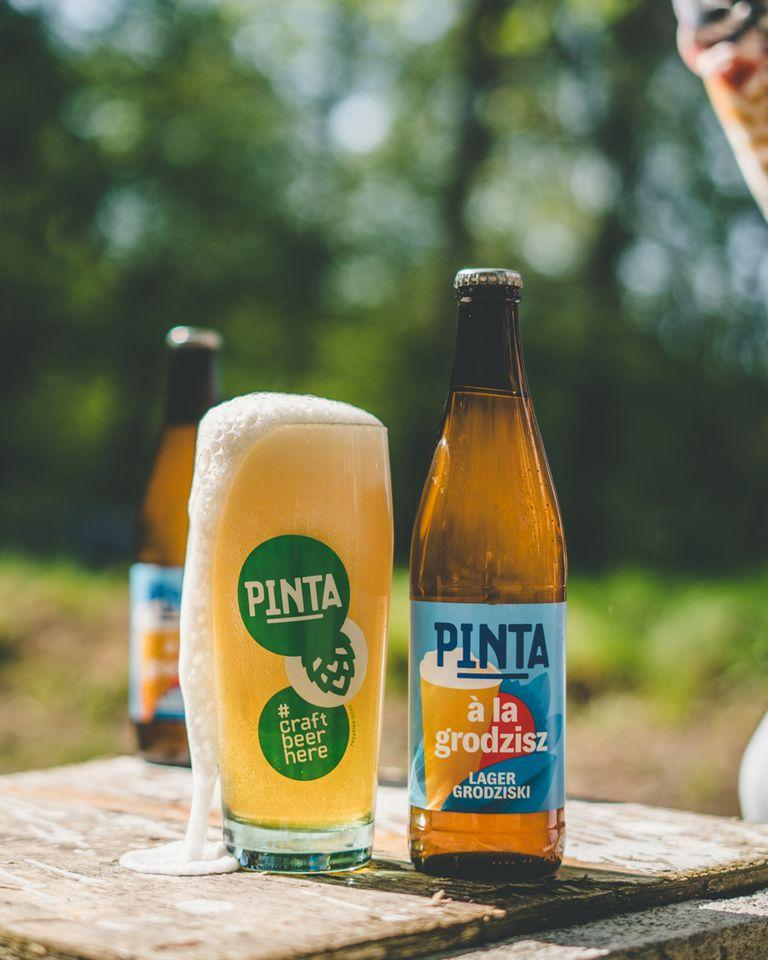 PINTA
#
craft
beer
here
PINTA
à la
grodzisz
LAGER
GRODZISKI